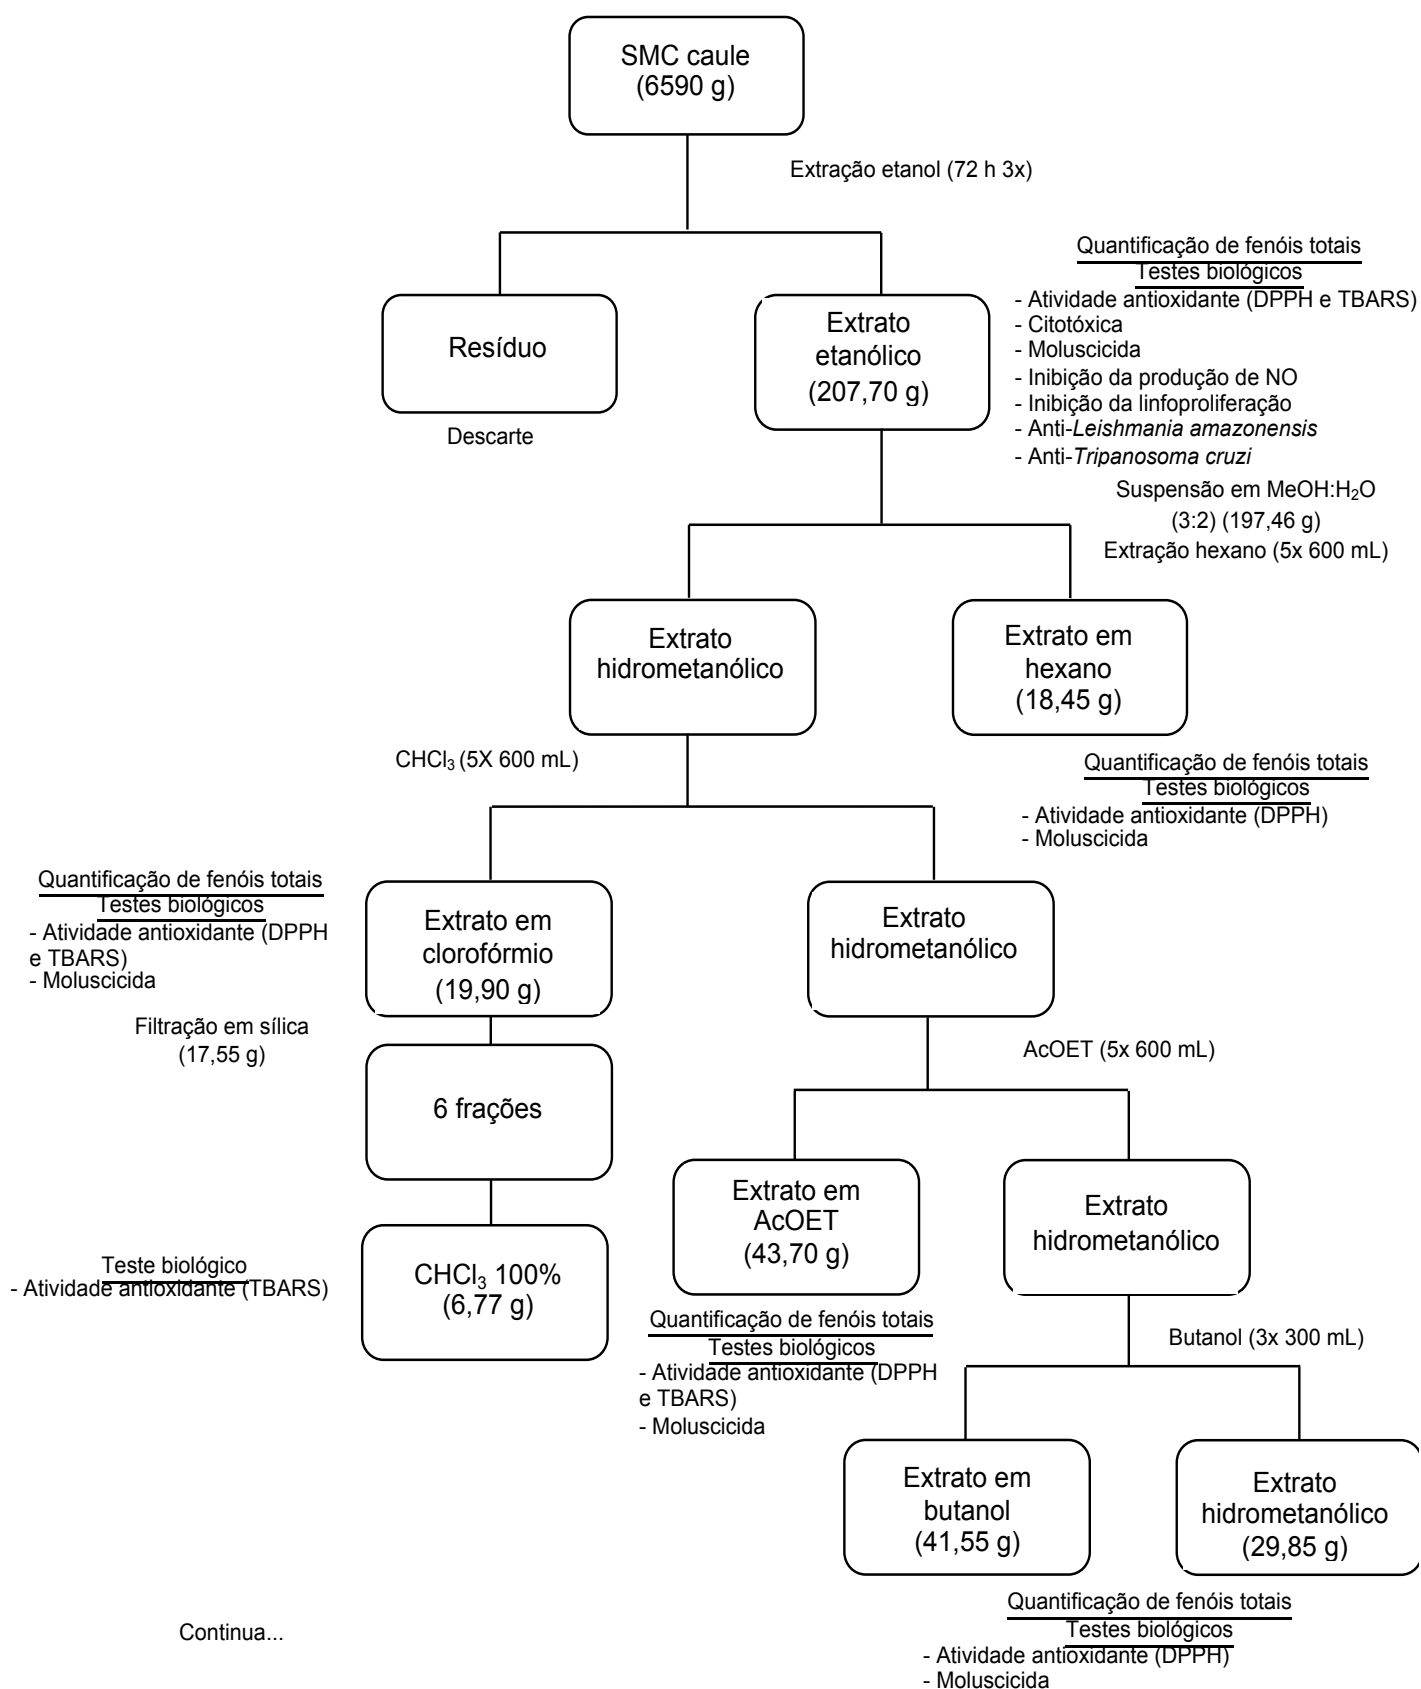 SMC caule
(6590 g)
Extração etanol (72 h 3x)
Resíduo
Descarte
Extrato
etanólico
(207,70 g)
Quantificação de fenóis totais
Testes biológicos
- Atividade antioxidante (DPPH e TBARS)
- Citotóxica
- Moluscicida
- Inibição da produção de NO
- Inibição da linfoproliferação
- Anti-Leishmania amazonensis
- Anti-Tripanosoma cruzi
Suspensão em MeOH:H₂O
(3:2) (197,46 g)
Extração hexano (5x 600 mL)
Extrato
hidrometanólico
Extrato em
hexano
(18,45 g)
Quantificação de fenóis totais
Testes biológicos
- Atividade antioxidante (DPPH)
- Moluscicida
CHCl₃ (5X 600 mL)
Quantificação de fenóis totais
Testes biológicos
- Atividade antioxidante (DPPH
e TBARS)
- Moluscicida
Extrato em
clorofórmio
(19,90 g)
Extrato
hidrometanólico
Filtração em sílica
(17,55 g)
6 frações
AcOET (5x 600 mL)
Teste biológico
- Atividade antioxidante (TBARS)
CHCl₃ 100%
(6,77 g)
Extrato em
AcOET
(43,70 g)
Quantificação de fenóis totais
Testes biológicos
- Atividade antioxidante (DPPH
e TBARS)
- Moluscicida
Extrato
hidrometanólico
Butanol (3x 300 mL)
Extrato em
butanol
(41,55 g)
Extrato
hidrometanólico
(29,85 g)
Quantificação de fenóis totais
Testes biológicos
- Atividade antioxidante (DPPH)
- Moluscicida
Continua...